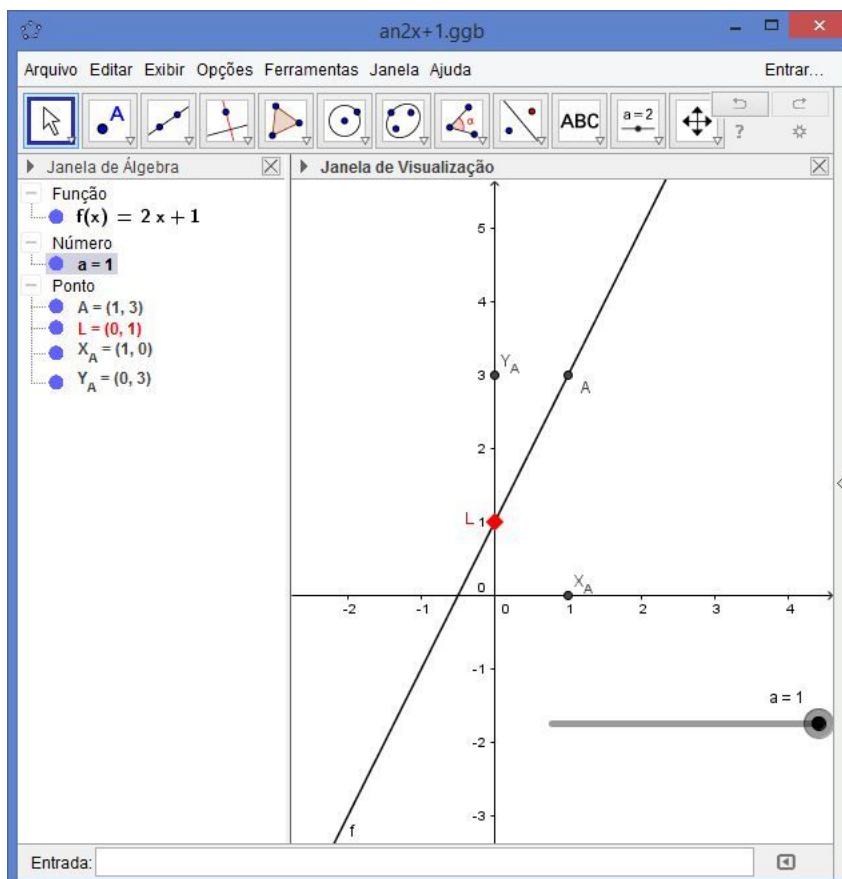 an2x+1.ggb
Arquivo Editar Exibir Opções Ferramentas Janela Ajuda Entrar...
A α ABC a=2 ?
Janela de Álgebra
Função
f(x) = 2 x + 1
Número
a = 1
Ponto
A = (1, 3)
L = (0, 1)
X_A = (1, 0)
Y_A = (0, 3)
Janela de Visualização
5
4
3 Y_A A
2
L 1
0
-2 -1 0 1 2 3 4
X_A
-1
a = 1
-2
-3
f
Entrada: